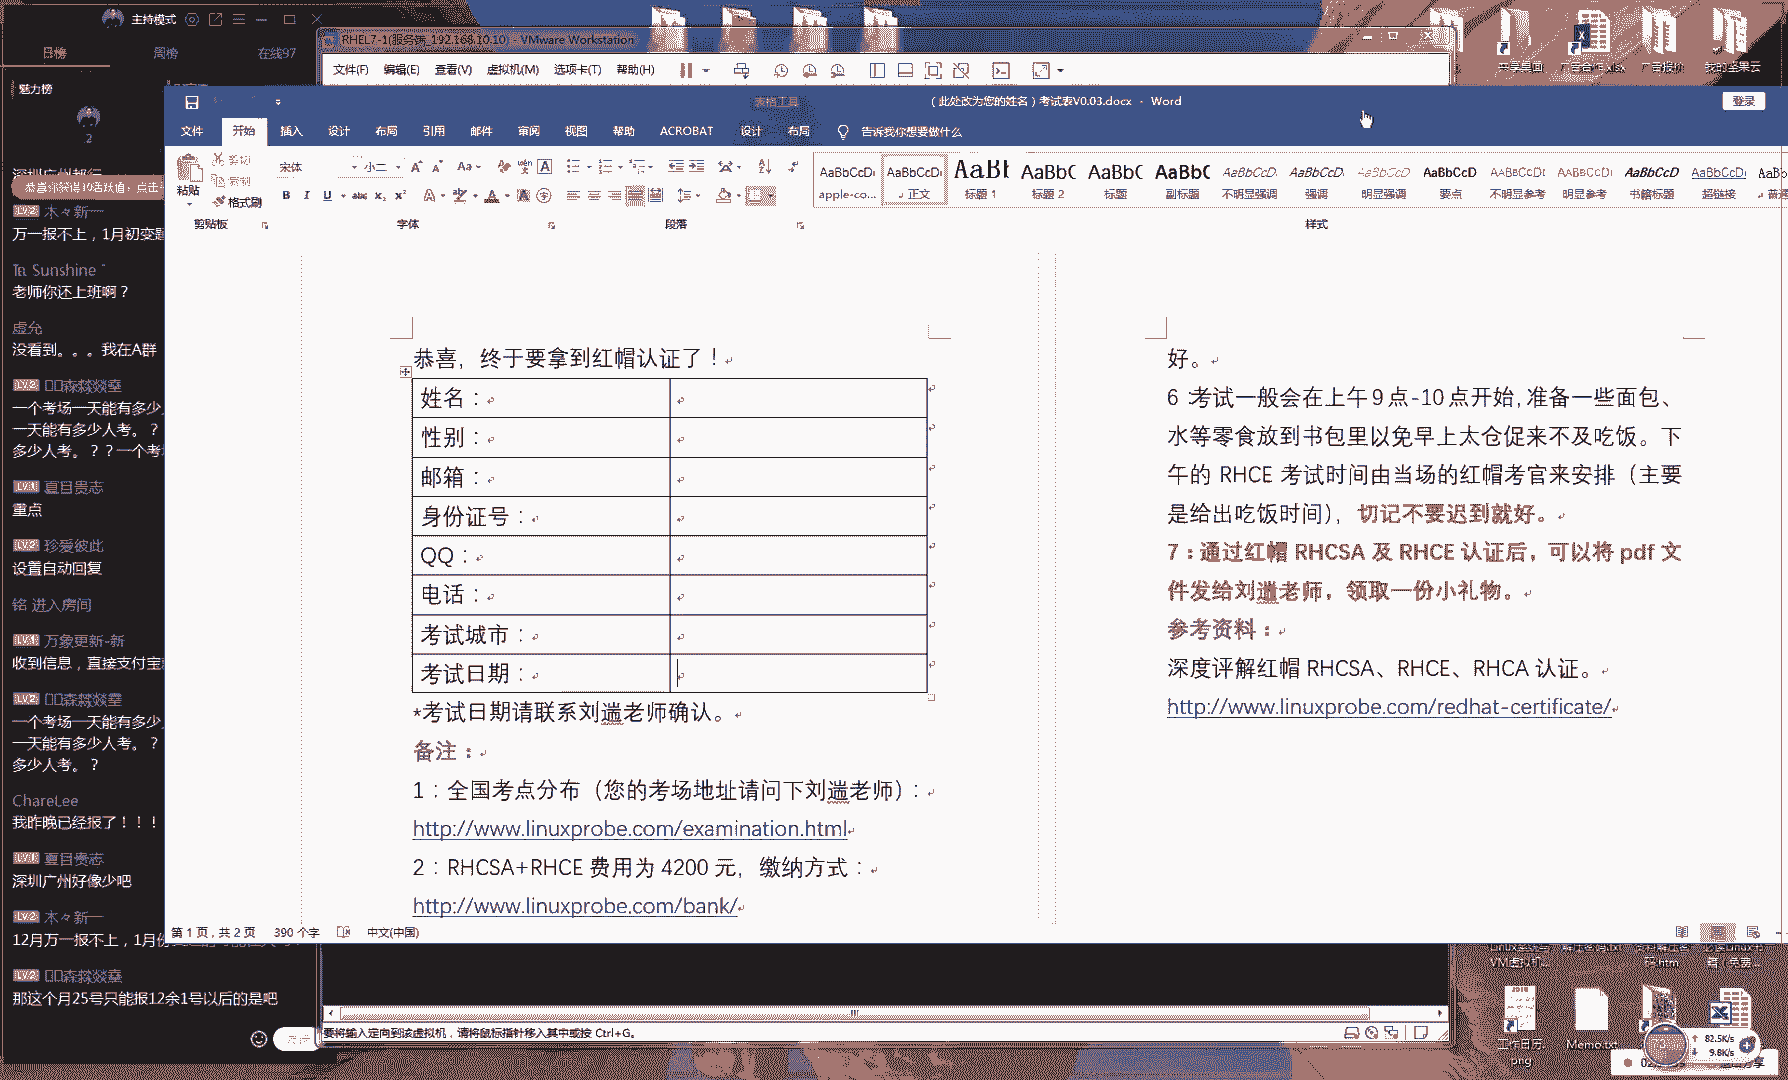 主持模式
日榜
周榜
在线97
魅力榜
2
木々新一
万一报不上，1月初变题
Sunshine
老师你还上班啊？
虚允
没看到。。。我在A群
一个考场一天能有多少人
一天能有多少人考。？
多少人考。？？一个考场
夏目贵志
重点
珍爱彼此
设置自动回复
铭 进入房间
万象更新-新
收到信息，直接支付宝
一个考场一天能有多少
一天能有多少人考。？
多少人考。？
ChareLee
我昨晚已经报了！！！
夏目贵志
深圳广州好像少吧
木々新一
那这个月25号只能报12余1号以后的是吧
RHEL7-1(服务端_192.168.10.10) - VMware Workstation
文件(F) 编辑(E) 查看(V) 虚拟机(M) 选项卡(T) 帮助(H)
表格工具
（此处改为您的姓名）考试表V0.03.docx - Word
登录
文件 开始 插入 设计 布局 引用 邮件 审阅 视图 帮助 ACROBAT 设计 布局 告诉我你想要做什么
粘贴 剪切 复制 格式刷
宋体 小二
AaBbCcDi apple-co...
AaBbCcDi 正文
标题 1
AaBbC 标题 2
AaBbC 标题
AaBbC 副标题
AaBbCcDi 不明显强调
AaBbCcDi 强调
AaBbCcDi 明显强调
AaBbCcD 要点
AaBbCcDi 不明显参考
AaBbCcDi 明显参考
AaBbCcD 书籍标题
AaBbCcDi 超链接
剪贴板 字体 段落 样式
恭喜，终于要拿到红帽认证了！
姓名：
性别：
邮箱：
身份证号：
QQ：
电话：
考试城市：
考试日期：
*考试日期请联系刘遄老师确认。
备注：
1：全国考点分布（您的考场地址请问下刘遄老师）：
http://www.linuxprobe.com/examination.html
2：RHCSA+RHCE 费用为 4200 元，缴纳方式：
http://www.linuxprobe.com/bank/
好。
6 :考试一般会在上午 9 点-10 点开始,准备一些面包、
水等零食放到书包里以免早上太仓促来不及吃饭。下
午的 RHCE 考试时间由当场的红帽考官来安排（主要
是给出吃饭时间），切记不要迟到就好。
7：通过红帽 RHCSA 及 RHCE 认证后，可以将 pdf 文
件发给刘遄老师，领取一份小礼物。
参考资料：
深度评解红帽 RHCSA、RHCE、RHCA 认证。
http://www.linuxprobe.com/redhat-certificate/
第 1 页，共 2 页 390 个字 中文(中国)
要将输入定向到该虚拟机，请将鼠标指针移入其中或按 Ctrl+G。
Memo.txt
82.5K/s
9.8K/s